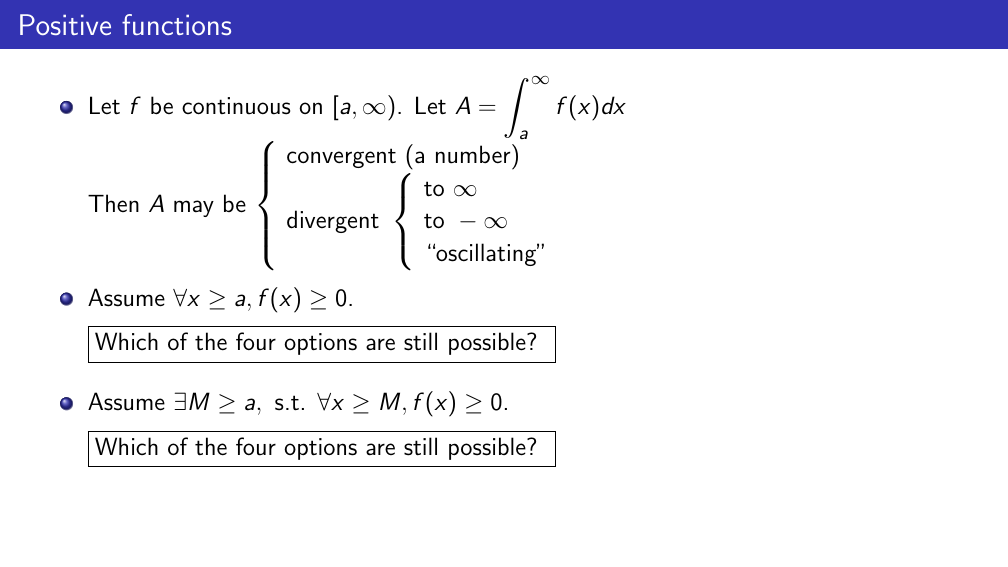 Positive functions
Let f be continuous on [a, ∞). Let A = ∫_a^∞ f(x)dx
Then A may be { convergent (a number)
divergent { to ∞
to − ∞
“oscillating”
Assume ∀x ≥ a, f(x) ≥ 0.
Which of the four options are still possible?
Assume ∃M ≥ a, s.t. ∀x ≥ M, f(x) ≥ 0.
Which of the four options are still possible?